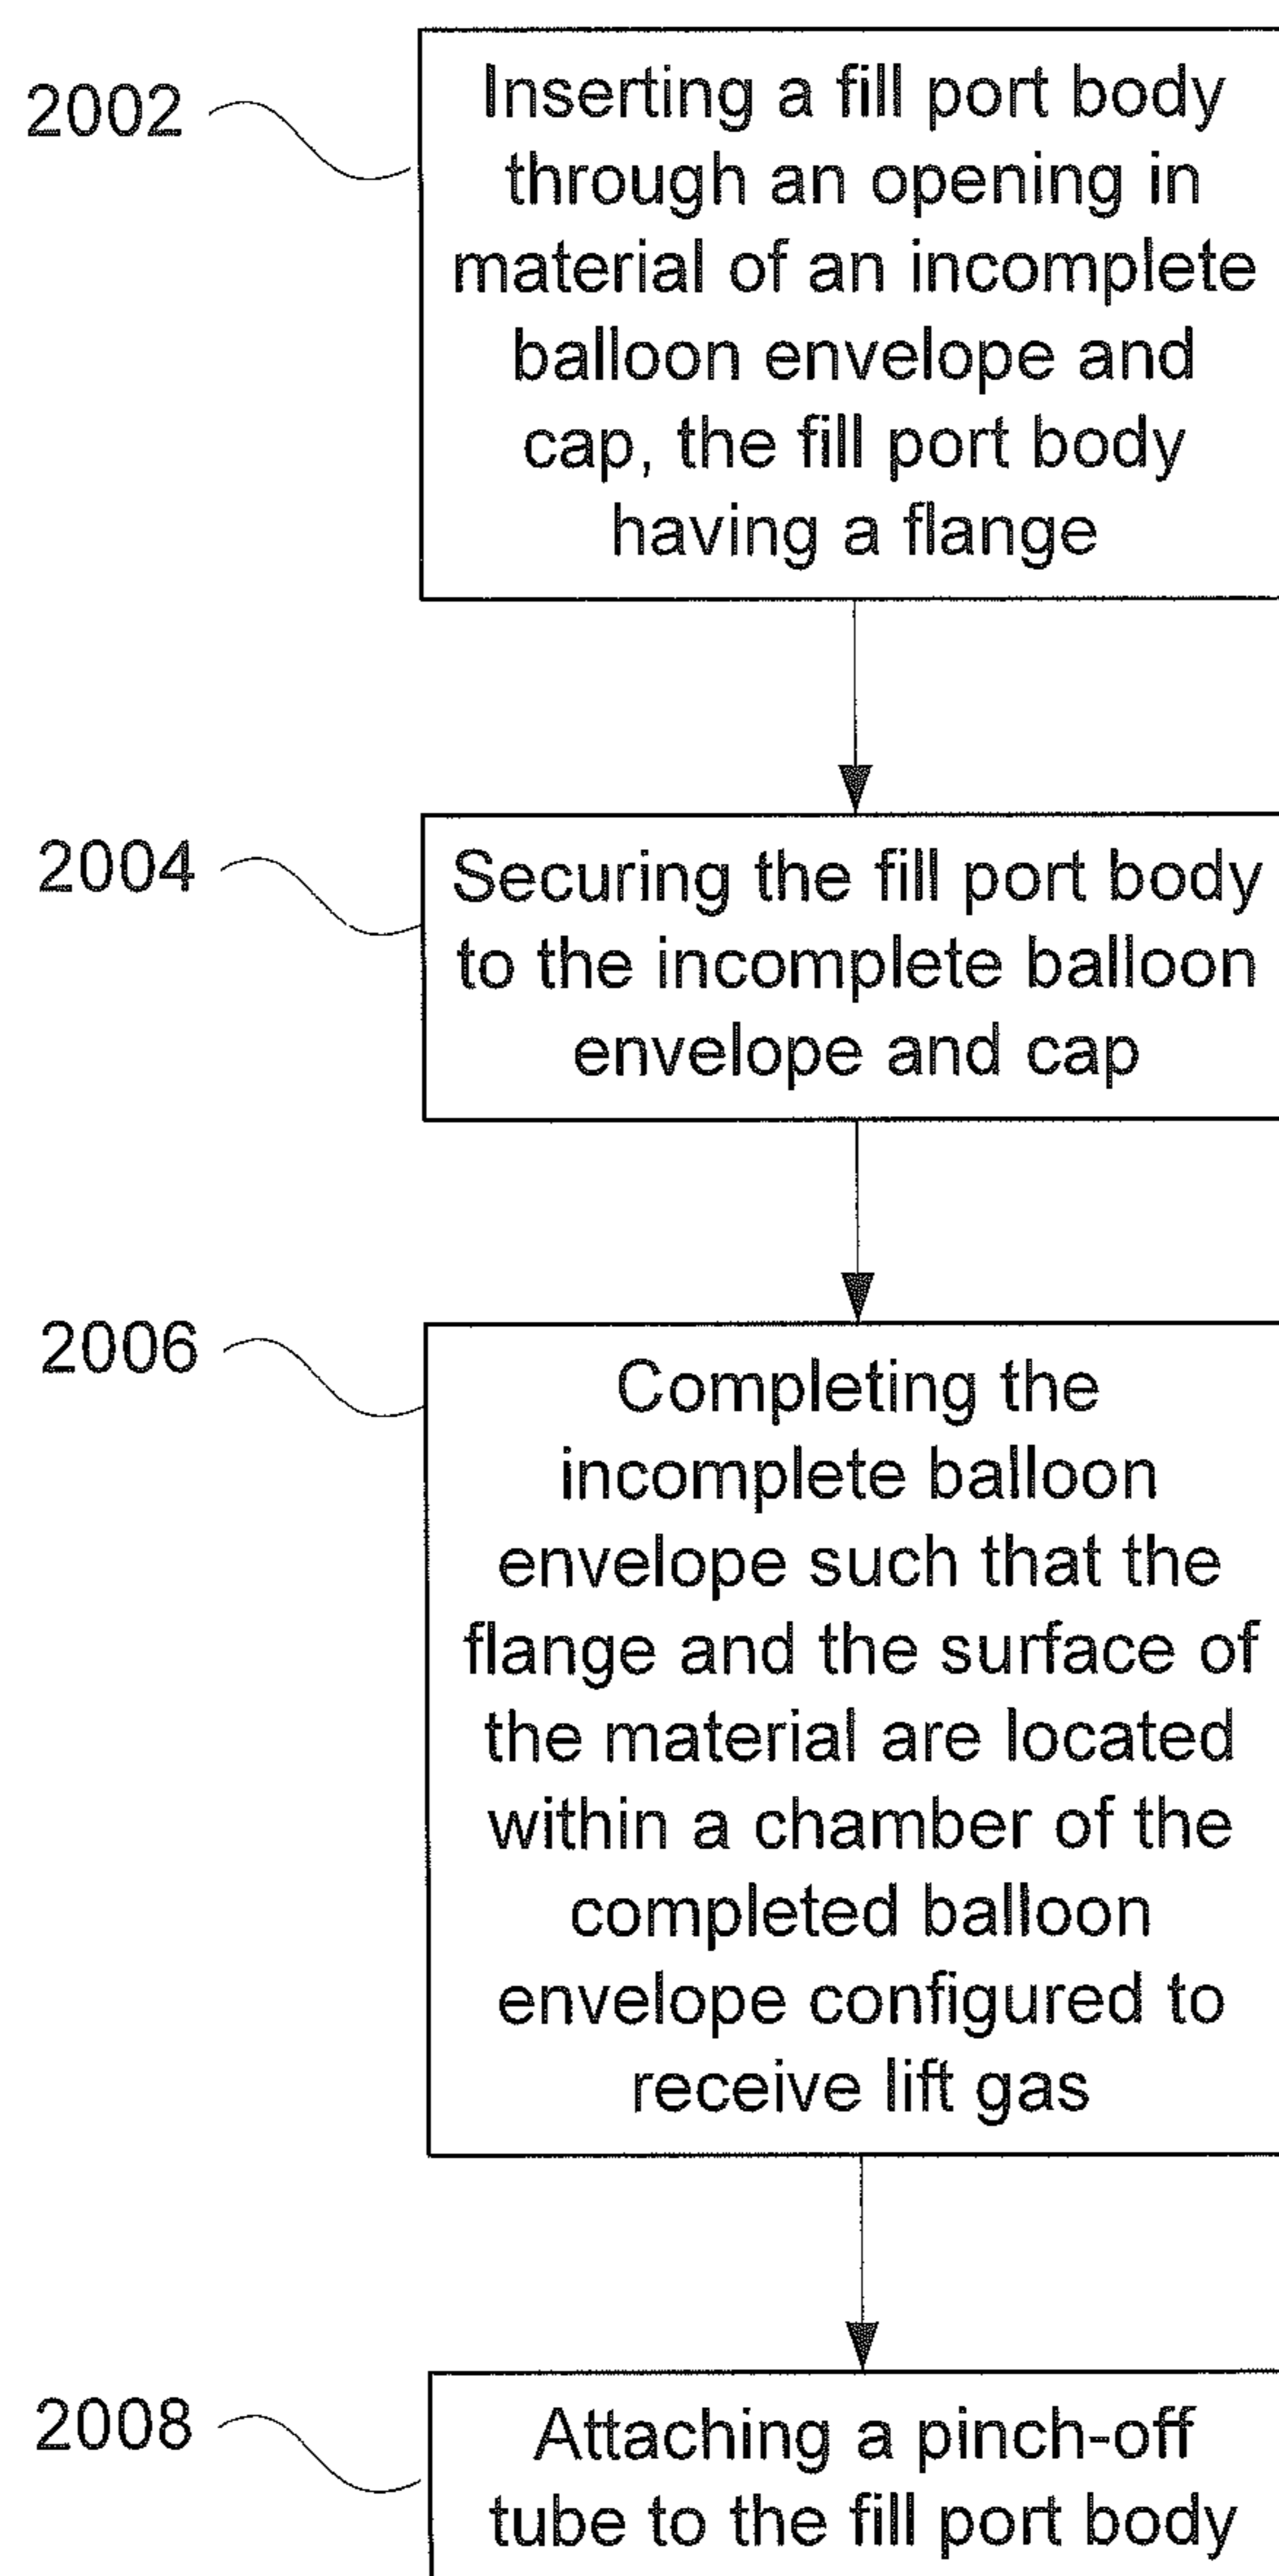 2002
Inserting a fill port body
through an opening in
material of an incomplete
balloon envelope and
cap, the fill port body
having a flange
2004
Securing the fill port body
to the incomplete balloon
envelope and cap
2006
Completing the
incomplete balloon
envelope such that the
flange and the surface of
the material are located
within a chamber of the
completed balloon
envelope configured to
receive lift gas
2008
Attaching a pinch-off
tube to the fill port body